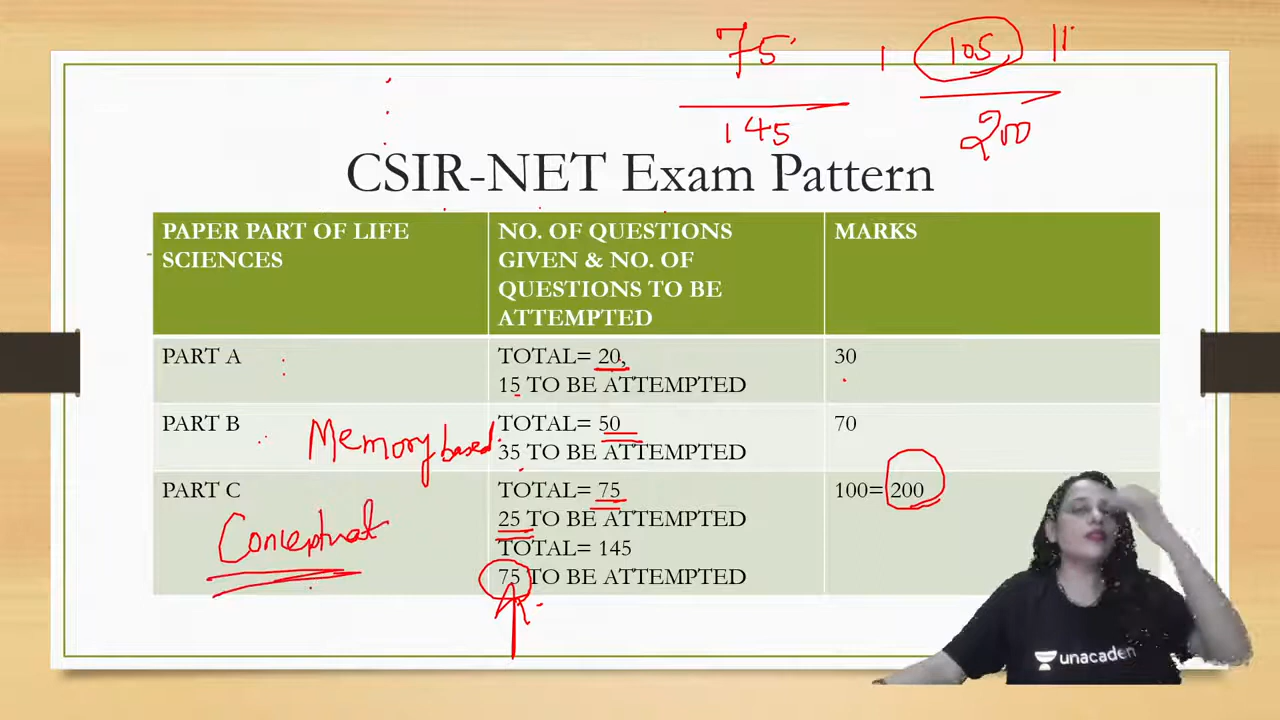 75 105
145 200
CSIR-NET Exam Pattern
PAPER PART OF LIFE
SCIENCES
NO. OF QUESTIONS
GIVEN & NO. OF
QUESTIONS TO BE
ATTEMPTED
MARKS
PART A
TOTAL= 20,
15 TO BE ATTEMPTED
30
PART B
Memory based
TOTAL= 50
35 TO BE ATTEMPTED
70
PART C
Conceptual
TOTAL= 75
25 TO BE ATTEMPTED
TOTAL= 145
75 TO BE ATTEMPTED
100= 200
unacadem